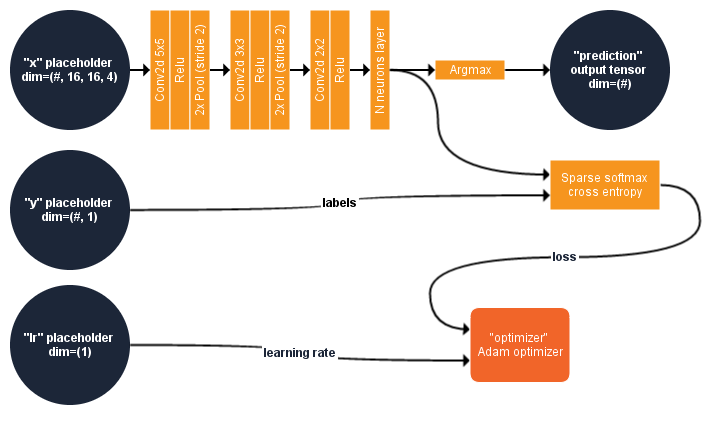 "x" placeholder
dim=(#, 16, 16, 4)
Conv2d 5x5
Relu
2x Pool (stride 2)
Conv2d 3x3
Relu
2x Pool (stride 2)
Conv2d 2x2
Relu
N neurons layer
Argmax
"prediction"
output tensor
dim=(#)
"y" placeholder
dim=(#, 1)
labels
Sparse softmax
cross entropy
loss
"lr" placeholder
dim=(1)
learning rate
"optimizer"
Adam optimizer